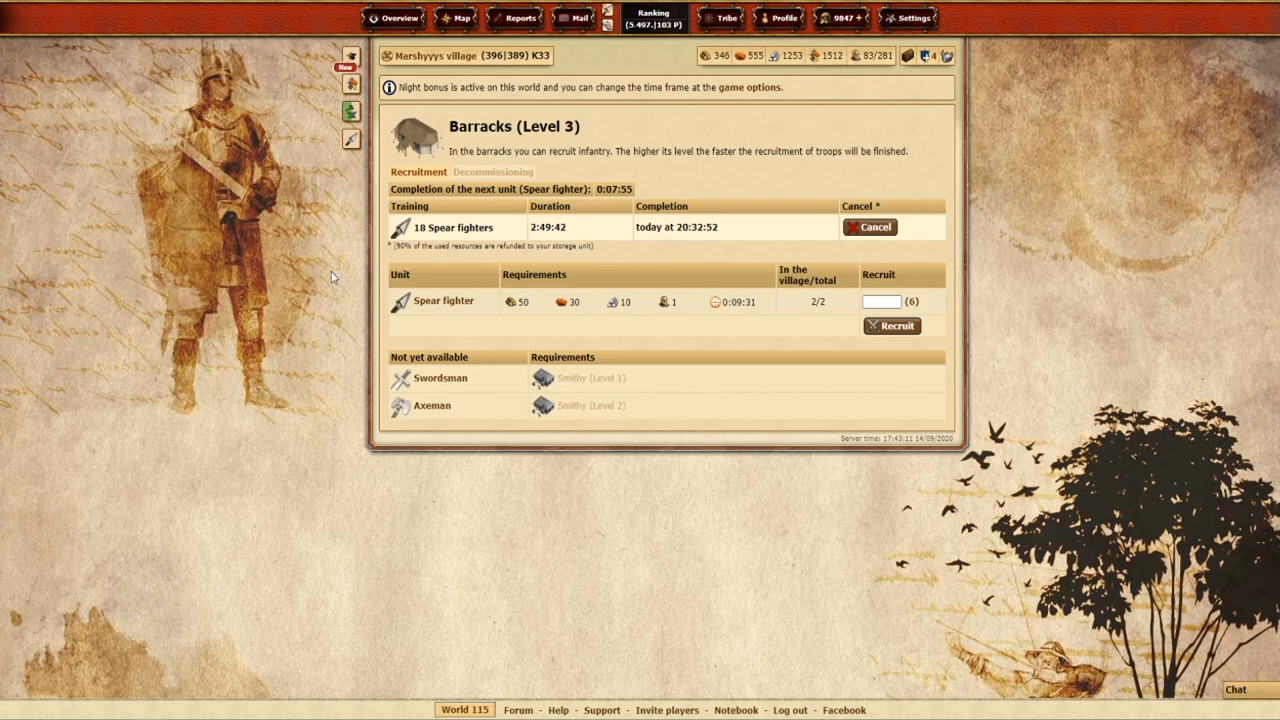 Overview Map Reports Mail Ranking (5.497.|103 P) Tribe Profile 9847 + Settings
New
Marshyyys village (396|389) K33 346 555 1253 1512 83/281 4
Night bonus is active on this world and you can change the time frame at the game options.
Barracks (Level 3)
In the barracks you can recruit infantry. The higher its level the faster the recruitment of troops will be finished.
Recruitment Decommissioning
Completion of the next unit (Spear fighter): 0:07:55
Training Duration Completion Cancel *
18 Spear fighters 2:49:42 today at 20:32:52 Cancel
* (90% of the used resources are refunded to your storage unit)
Unit Requirements In the village/total Recruit
Spear fighter 50 30 10 1 0:09:31 2/2 (6)
Recruit
Not yet available Requirements
Swordsman Smithy (Level 1)
Axeman Smithy (Level 2)
Server time: 17:43:11 14/09/2020
Chat
World 115 Forum - Help - Support - Invite players - Notebook - Log out - Facebook